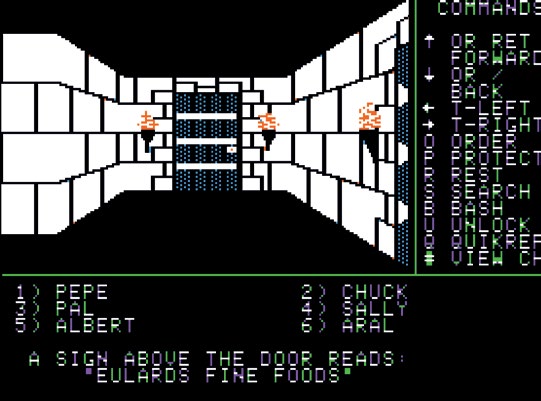 COMMANDS
↑ OR RET
FORWARD
↓ OR /
BACK
← T-LEFT
→ T-RIGHT
O ORDER
P PROTECT
R REST
S SEARCH
B BASH
U UNLOCK
Q QUIKREF
# VIEW CH
1) PEPE 2) CHUCK
3) PAL 4) SALLY
5) ALBERT 6) ARAL
A SIGN ABOVE THE DOOR READS:
"EULARDS FINE FOODS"